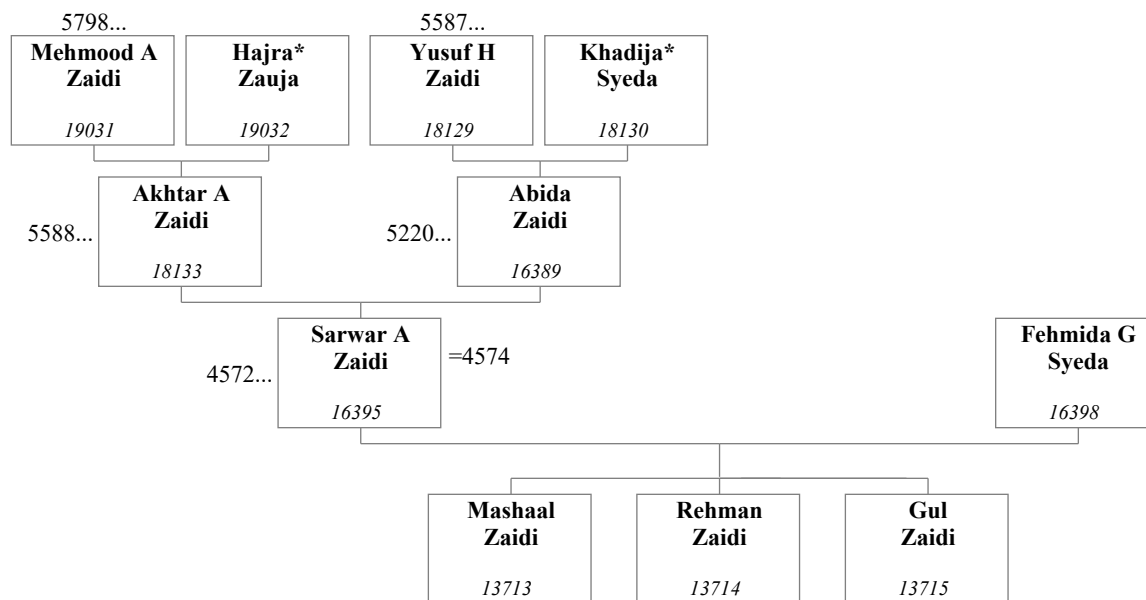 5798...
5587...
Mehmood A
Zaidi
19031
Hajra*
Zauja
19032
Yusuf H
Zaidi
18129
Khadija*
Syeda
18130
5588...
Akhtar A
Zaidi
18133
5220...
Abida
Zaidi
16389
4572...
Sarwar A
Zaidi
16395
=4574
Fehmida G
Syeda
16398
Mashaal
Zaidi
13713
Rehman
Zaidi
13714
Gul
Zaidi
13715